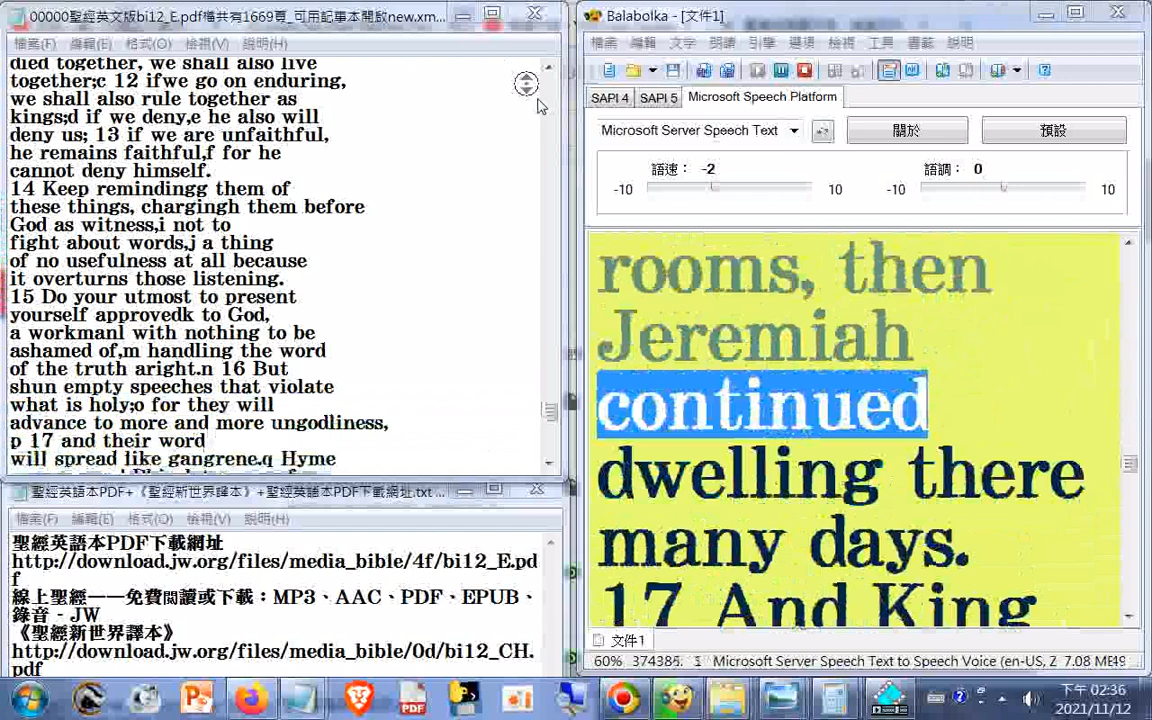 00000聖經英文版bi12_E.pdf檔共有1669頁_可用記事本開啟new.xm...
檔案(F) 編輯(E) 格式(O) 檢視(V) 說明(H)
died together, we shall also live
together;c 12 ifwe go on enduring,
we shall also rule together as
kings;d if we deny,e he also will
deny us; 13 if we are unfaithful,
he remains faithful,f for he
cannot deny himself.
14 Keep remindingg them of
these things, chargingh them before
God as witness,i not to
fight about words,j a thing
of no usefulness at all because
it overturns those listening.
15 Do your utmost to present
yourself approvedk to God,
a workmanl with nothing to be
ashamed of,m handling the word
of the truth aright.n 16 But
shun empty speeches that violate
what is holy;o for they will
advance to more and more ungodliness,
p 17 and their word
will spread like gangrene.q Hyme
聖經英語本PDF+《聖經新世界譯本》+聖經英語本PDF下載網址.txt ...
檔案(F) 編輯(E) 格式(O) 檢視(V) 說明(H)
聖經英語本PDF下載網址
http://download.jw.org/files/media_bible/4f/bi12_E.pd
f
線上聖經——免費閱讀或下載：MP3、AAC、PDF、EPUB、
錄音 - JW
《聖經新世界譯本》
http://download.jw.org/files/media_bible/0d/bi12_CH.
pdf
Balabolka - [文件1]
檔案 編輯 文字 朗讀 引擎 選項 檢視 工具 書籤 說明
SAPI 4 SAPI 5 Microsoft Speech Platform
Microsoft Server Speech Text 關於 預設
語速： -2 語調： 0
-10 10 -10 10
rooms, then
Jeremiah
continued
dwelling there
many days.
17 And King
文件1
60% 374385. 1 Microsoft Server Speech Text to Speech Voice (en-US, Z 7.08 ME49
PDF
下午 02:36
2021/11/12